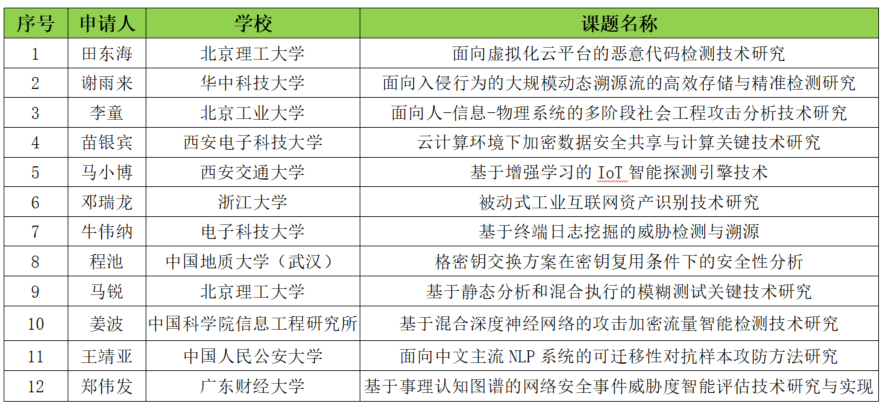 序号 申请人 学校 课题名称
1 田东海 北京理工大学 面向虚拟化云平台的恶意代码检测技术研究
2 谢雨来 华中科技大学 面向入侵行为的大规模动态溯源流的高效存储与精准检测研究
3 李童 北京工业大学 面向人-信息-物理系统的多阶段社会工程攻击分析技术研究
4 苗银宾 西安电子科技大学 云计算环境下加密数据安全共享与计算关键技术研究
5 马小博 西安交通大学 基于增强学习的 IoT 智能探测引擎技术
6 邓瑞龙 浙江大学 被动式工业互联网资产识别技术研究
7 牛伟纳 电子科技大学 基于终端日志挖掘的威胁检测与溯源
8 程池 中国地质大学（武汉） 格密钥交换方案在密钥复用条件下的安全性分析
9 马锐 北京理工大学 基于静态分析和混合执行的模糊测试关键技术研究
10 姜波 中国科学院信息工程研究所 基于混合深度神经网络的攻击加密流量智能检测技术研究
11 王靖亚 中国人民公安大学 面向中文主流 NLP 系统的可迁移性对抗样本攻防方法研究
12 郑伟发 广东财经大学 基于事理认知图谱的网络安全事件威胁度智能评估技术研究与实现